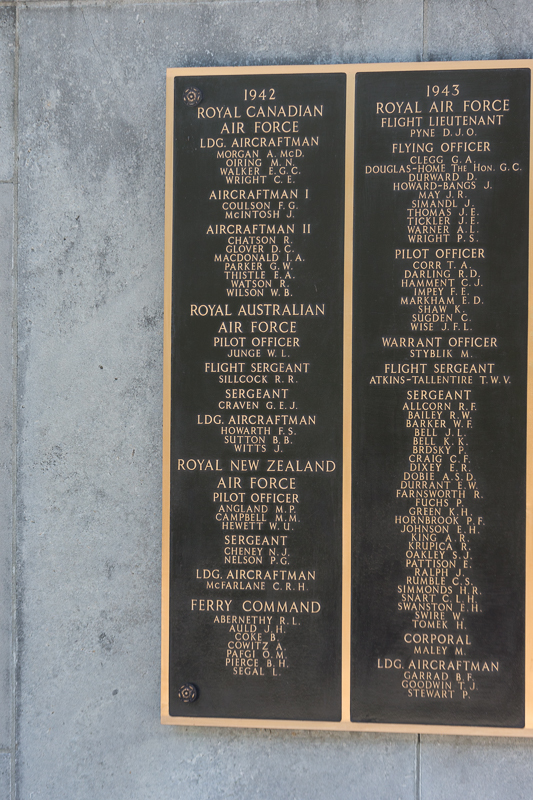 1942
ROYAL CANADIAN
AIR FORCE
LDG. AIRCRAFTMAN
MORGAN A. McD.
OIRING M. N.
WALKER E. G. C.
WRIGHT C. E.
AIRCRAFTMAN I
COULSON F. G.
McINTOSH J.
AIRCRAFTMAN II
CHATSON R.
GLOVER D. C.
MACDONALD I. A.
PARKER G. W.
THISTLE E. A.
WATSON R.
WILSON W. B.
ROYAL AUSTRALIAN
AIR FORCE
PILOT OFFICER
JUNGE W. L.
FLIGHT SERGEANT
SILLCOCK R. R.
SERGEANT
CRAVEN G. E. J.
LDG. AIRCRAFTMAN
HOWARTH F. S.
SUTTON B. B.
WITTS J.
ROYAL NEW ZEALAND
AIR FORCE
PILOT OFFICER
ANGLAND M. P.
CAMPBELL M. M.
HEWETT W. U.
SERGEANT
CHENEY N. J.
NELSON P. G.
LDG. AIRCRAFTMAN
McFARLANE C. R. H.
FERRY COMMAND
ABERNETHY R. L.
AULD J. H.
COKE B.
COWITZ A.
PAFGI O. M.
PIERCE B. H.
SEGAL L.
1943
ROYAL AIR FORCE
FLIGHT LIEUTENANT
PYNE D. J. O.
FLYING OFFICER
CLEGG G. A.
DOUGLAS-HOME THE HON. G. C.
DURWARD D.
HOWARD-BANGS J.
MAY J. R.
SIMANDL J.
THOMAS J. E.
TICKLER J. E.
WARNER A. L.
WRIGHT P. S.
PILOT OFFICER
CORR T. A.
DARLING R. D.
HAMMENT C. J.
IMPEY F. E.
MARKHAM E. D.
SHAW K.
SUGDEN C.
WISE J. F. L.
WARRANT OFFICER
STYBLIK M.
FLIGHT SERGEANT
ATKINS-TALLENTIRE T. W. V.
SERGEANT
ALLCORN R. F.
BAILEY R. W.
BARKER W. F.
BELL J. L.
BELL K. K.
BRDSKY P.
CRAIG C. F.
DIXEY E. R.
DOBIE A. S. D.
DURRANT E. W.
FARNSWORTH R.
FUCHS P.
GREEN K. H.
HORNBROOK P. F.
JOHNSON E. H.
KING A. R.
KRUPICA R.
OAKLEY S. J.
PATTISON E.
RALPH J.
RUMBLE C. S.
SIMMONDS H. R.
SNART C. L. H.
SWANSTON E. H.
SWIRE W.
TOMEK H.
CORPORAL
MALEY M.
LDG. AIRCRAFTMAN
GARRAD B. F.
GOODWIN T. J.
STEWART P.